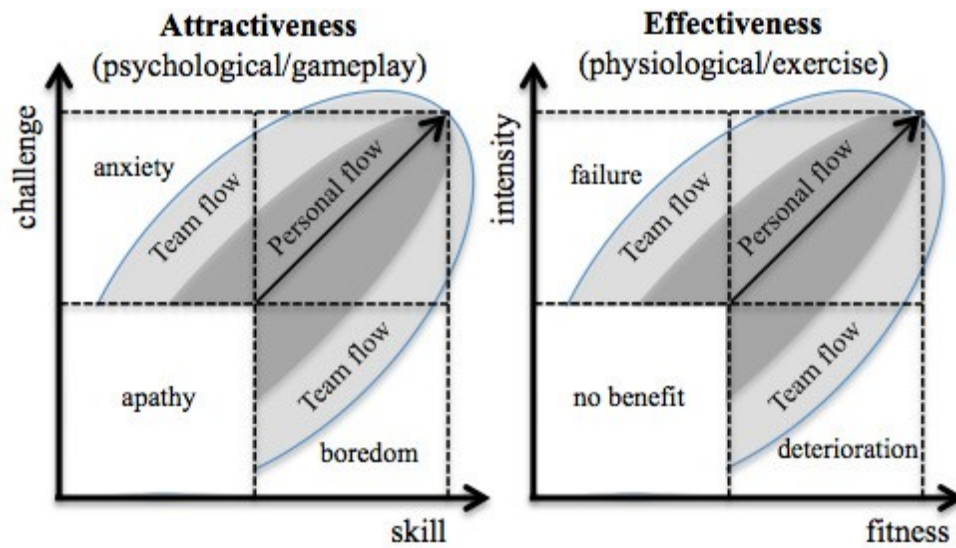 Attractiveness
(psychological/gameplay)
challenge
anxiety
Team flow
Personal flow
apathy
Team flow
boredom
skill
Effectiveness
(physiological/exercise)
intensity
failure
Team flow
Personal flow
no benefit
Team flow
deterioration
fitness